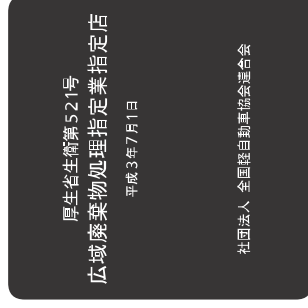 厚生省生衛第521号
広域廃棄物処理指定業指定店
平成3年7月1日
社団法人 全国軽自動車協会連合会